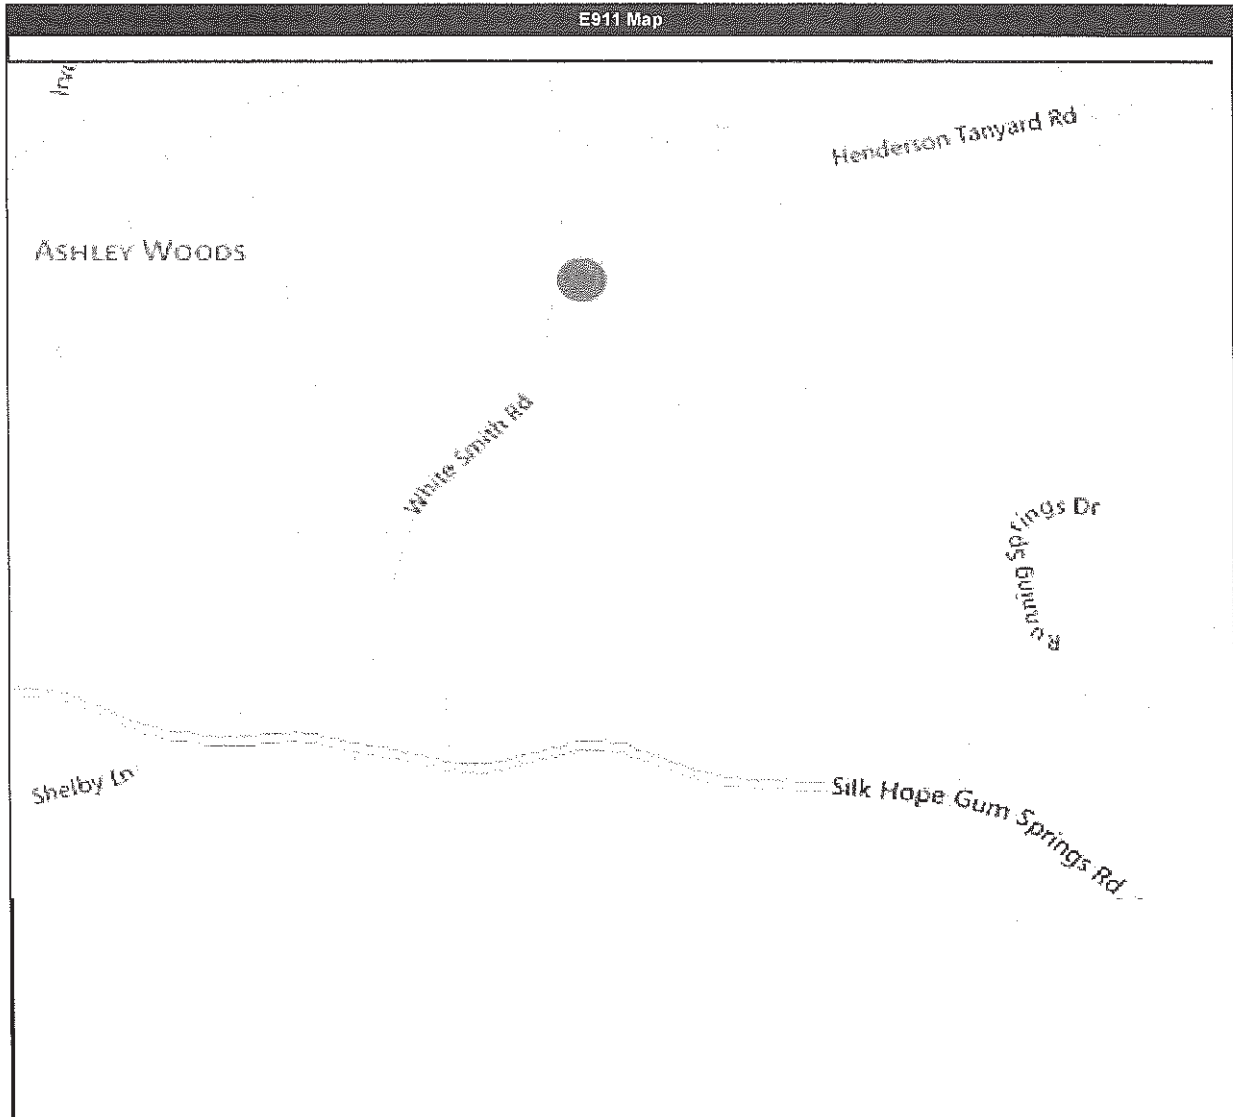 E911 Map
Henderson Tanyard Rd
ASHLEY WOODS
White Smith Rd
Running Springs Dr
Shelby Ln
Silk Hope Gum Springs Rd